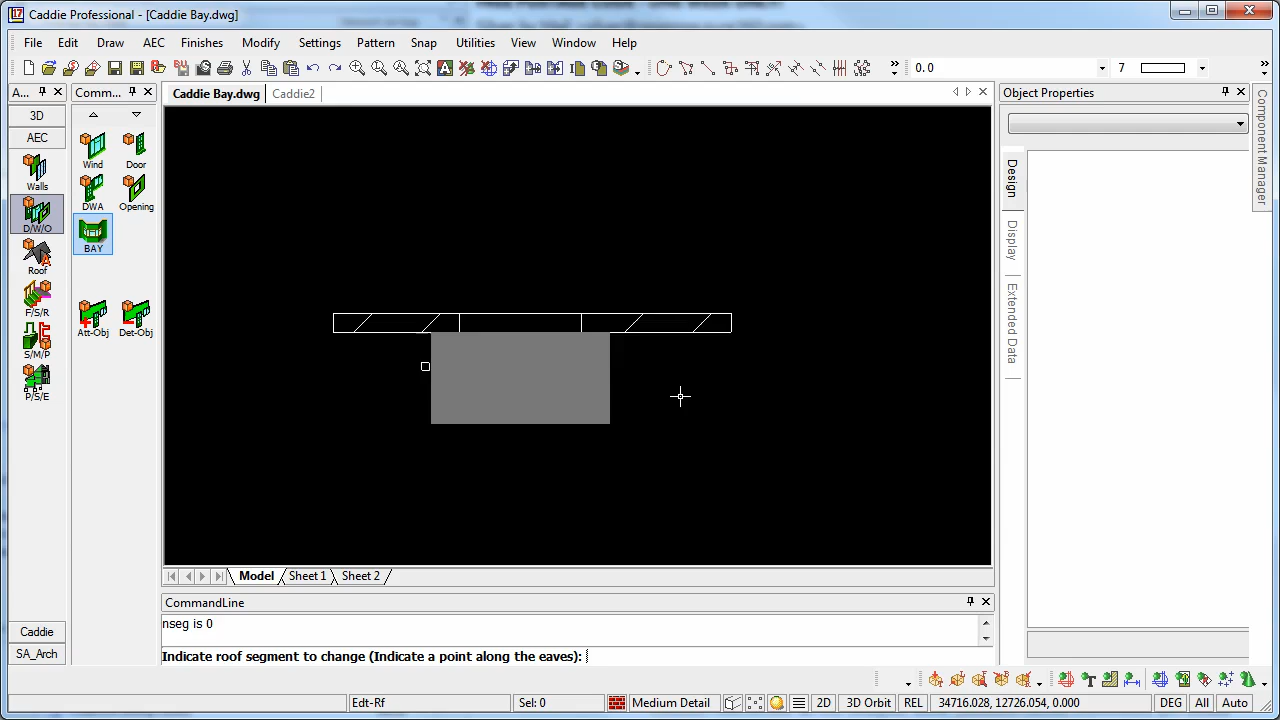 Caddie Professional - [Caddie Bay.dwg]
File Edit Draw AEC Finishes Modify Settings Pattern Snap Utilities View Window Help
0.0 7
A... Comm... Caddie Bay.dwg Caddie2 Object Properties
3D
AEC
Walls
D/W/O
Roof
F/S/R
S/M/P
P/S/E
Wind Door
DWA Opening
BAY
Att-Obj Det-Obj
Design
Display
Extended Data
Component Manager
Model Sheet 1 Sheet 2
CommandLine
nseg is 0
Indicate roof segment to change (Indicate a point along the eaves):
Caddie
SA_Arch
Edt-Rf Sel: 0 Medium Detail 2D 3D Orbit REL 34716.028, 12726.054, 0.000 DEG All Auto